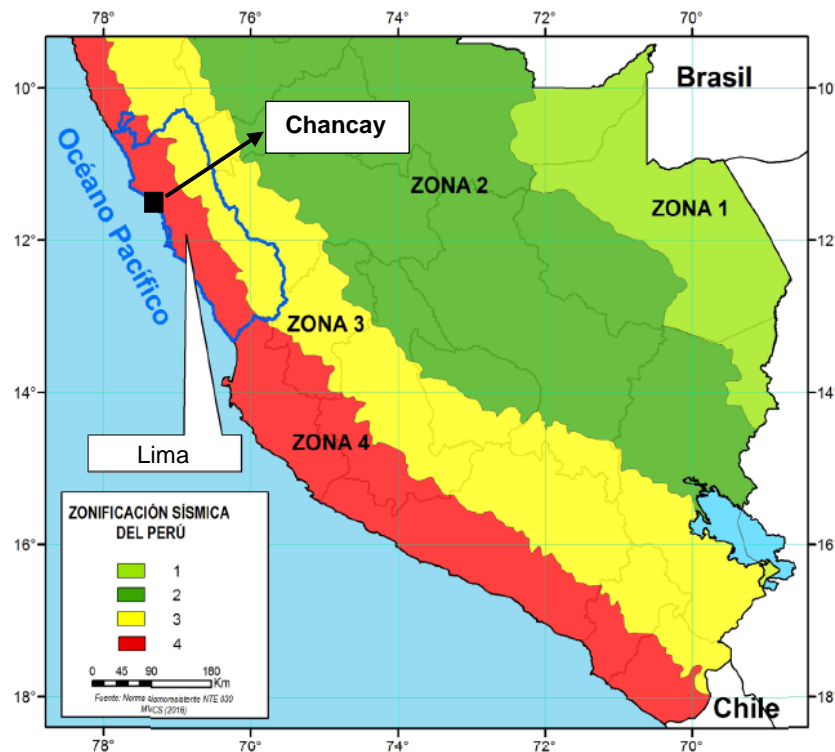 78°
76°
74°
72°
70°
10°
10°
Brasil
Chancay
Océano Pacífico
ZONA 2
ZONA 1
12°
12°
ZONA 3
14°
14°
ZONA 4
Lima
ZONIFICACIÓN SÍSMICA
DEL PERÚ
1
2
3
4
0 45 90 180
Km
Fuente: Norma sismorresistente NTE 030
MVCS (2016)
16°
16°
18°
18°
Chile
78°
76°
74°
72°
70°